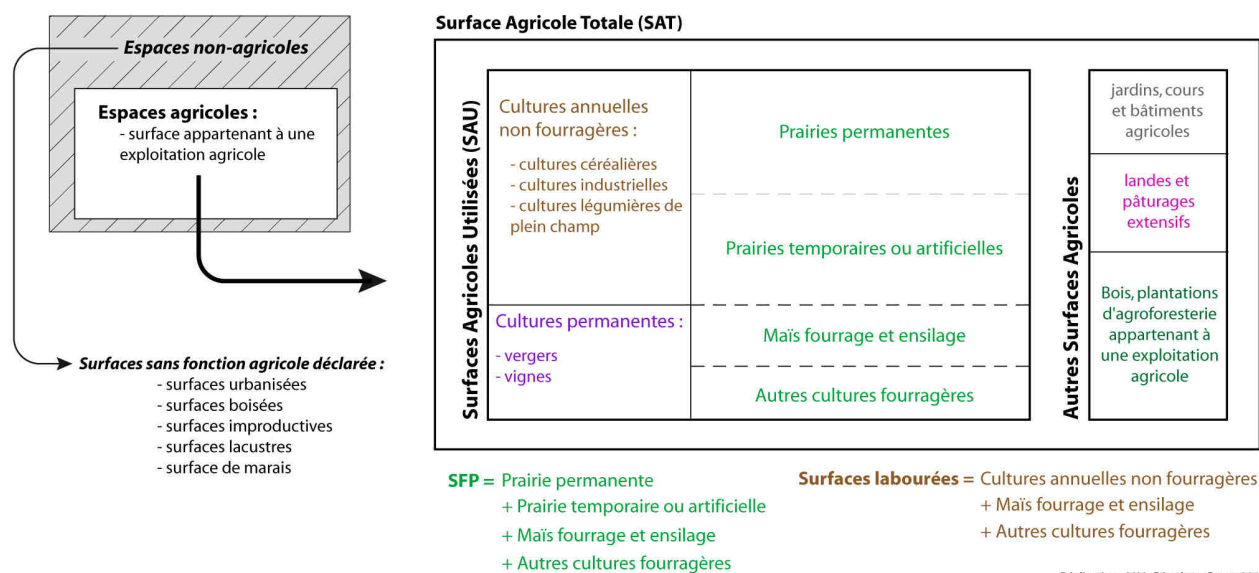 Espaces non-agricoles
Espaces agricoles :
- surface appartenant à une
exploitation agricole
Surfaces sans fonction agricole déclarée :
- surfaces urbanisées
- surfaces boisées
- surfaces improductives
- surfaces lacustres
- surface de marais
Surface Agricole Totale (SAT)
Surfaces Agricoles Utilisées (SAU)
Cultures annuelles
non fourragères :
- cultures céréalières
- cultures industrielles
- cultures légumières de
plein champ
Cultures permanentes :
- vergers
- vignes
Prairies permanentes
Prairies temporaires ou artificielles
Maïs fourrage et ensilage
Autres cultures fourragères
Autres Surfaces Agricoles
jardins, cours
et bâtiments
agricoles
landes et
pâturages
extensifs
Bois, plantations
d'agroforesterie
appartenant à
une exploitation
agricole
SFP = Prairie permanente
+ Prairie temporaire ou artificielle
+ Maïs fourrage et ensilage
+ Autres cultures fourragères
Surfaces labourées = Cultures annuelles non fourragères
+ Maïs fourrage et ensilage
+ Autres cultures fourragères